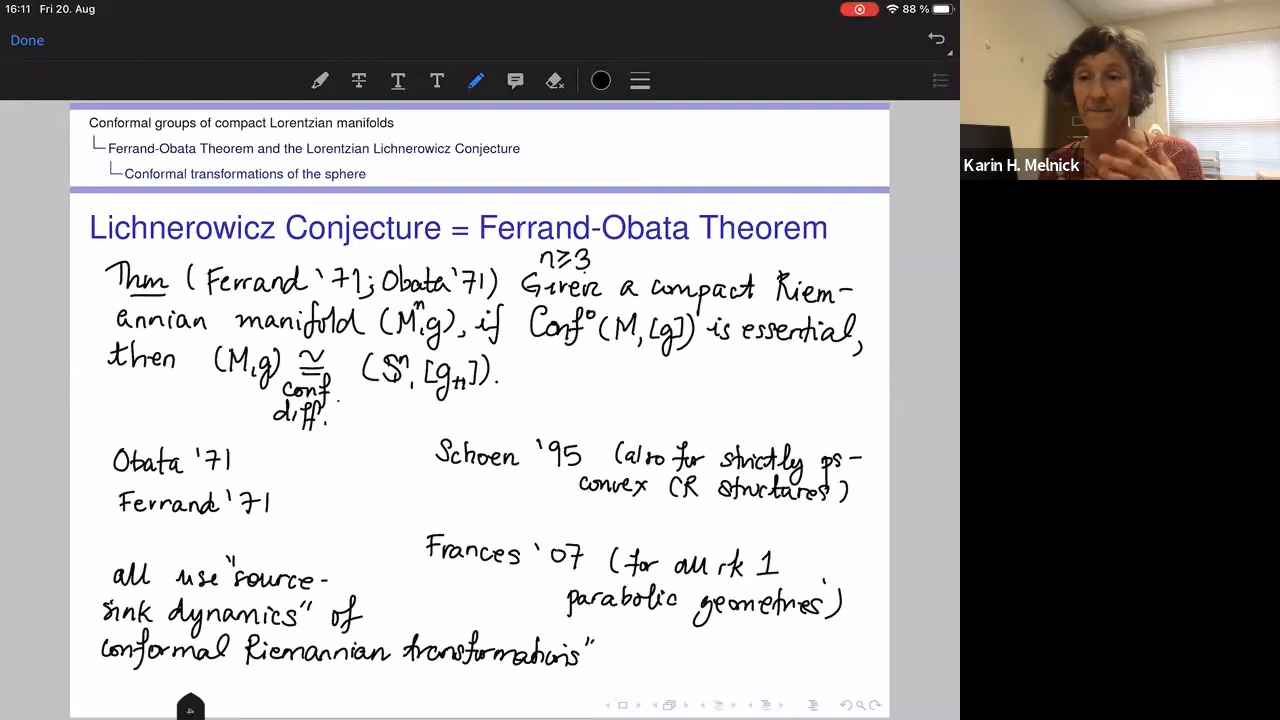 16:11 Fri 20. Aug
88 %
Done
Conformal groups of compact Lorentzian manifolds
Ferrand-Obata Theorem and the Lorentzian Lichnerowicz Conjecture
Conformal transformations of the sphere
Karin H. Melnick
Lichnerowicz Conjecture = Ferrand-Obata Theorem
n≥3
Thm (Ferrand '71; Obata '71) Given a compact Riem-
annian manifold (Mⁿ,g), if Conf⁰(M,[g]) is essential,
then (M,g) ≅ (Sⁿ,[g₊₁]).
conf
diff.
Obata '71
Ferrand '71
Schoen '95 (also for strictly ps-
convex CR structures)
Frances '07 (for all rk 1
parabolic geometries)
all use "source-
sink dynamics" of
conformal Riemannian transformations"